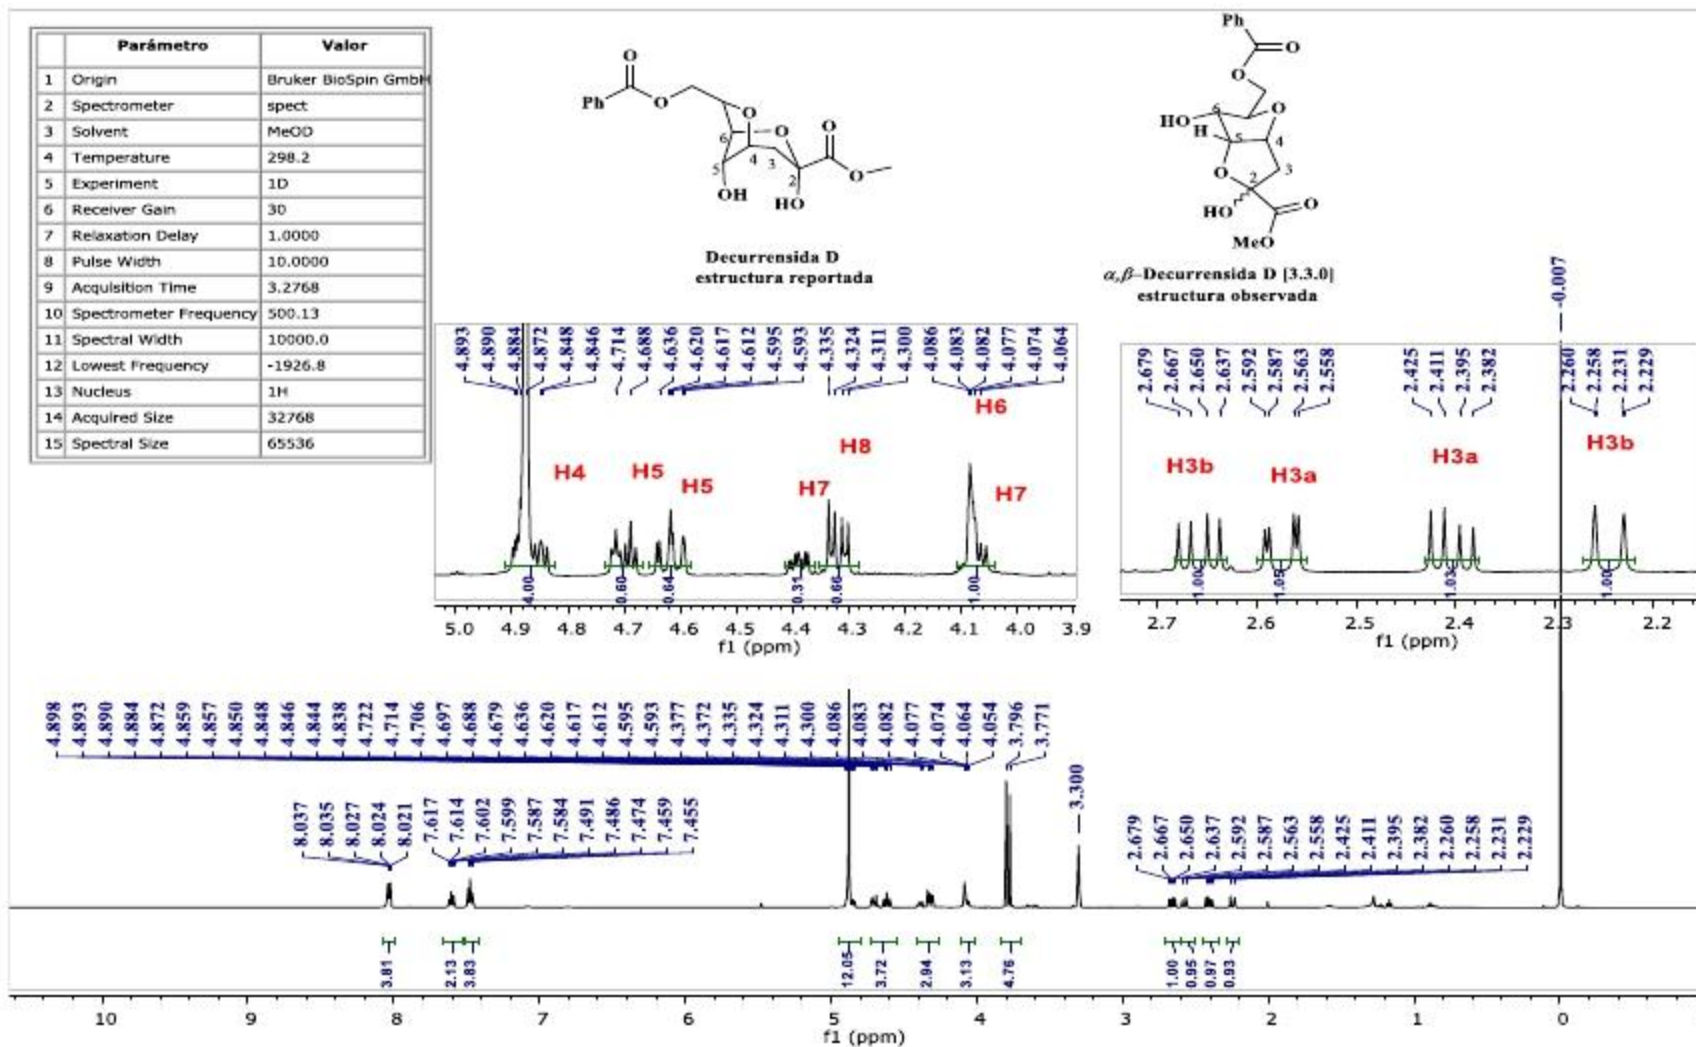 Parámetro Valor
1 Origin Bruker BioSpin GmbH
2 Spectrometer spect
3 Solvent MeOD
4 Temperature 298.2
5 Experiment 1D
6 Receiver Gain 30
7 Relaxation Delay 1.0000
8 Pulse Width 10.0000
9 Acquisition Time 3.2768
10 Spectrometer Frequency 500.13
11 Spectral Width 10000.0
12 Lowest Frequency -1926.8
13 Nucleus 1H
14 Acquired Size 32768
15 Spectral Size 65536
O
Ph O O
6 O O
5 4 3 2 O
OH HO
Decurrensida D
estructura reportada
Ph
O
O
6 O
HO
H 5 4
O 2 3
HO O
MeO
α,β-Decurrensida D [3.3.0]
estructura observada
-0.007
4.893 4.890 4.884 4.872 4.848 4.846 4.714 4.688 4.636 4.620 4.617 4.612 4.595 4.593 4.335 4.324 4.311 4.300 4.086 4.083 4.082 4.077 4.074 4.064
H4 H5 H5 H7 H8 H6 H7
4.00 0.60 0.64 0.31 0.66 1.00
5.0 4.9 4.8 4.7 4.6 4.5 4.4 4.3 4.2 4.1 4.0 3.9
f1 (ppm)
2.679 2.667 2.650 2.637 2.592 2.587 2.563 2.558 2.425 2.411 2.395 2.382 2.260 2.258 2.231 2.229
H3b H3a H3a H3b
1.00 1.05 1.03 1.00
2.7 2.6 2.5 2.4 2.3 2.2
f1 (ppm)
4.898 4.893 4.890 4.884 4.872 4.859 4.857 4.850 4.848 4.846 4.844 4.838 4.722 4.714 4.706 4.697 4.688 4.679 4.636 4.620 4.617 4.612 4.595 4.593 4.377 4.372 4.335 4.324 4.311 4.300 4.086 4.083 4.082 4.077 4.074 4.064 4.054 3.796 3.771
8.037 8.035 8.027 8.024 8.021 7.617 7.614 7.602 7.599 7.587 7.584 7.491 7.486 7.474 7.459 7.455
3.300
2.679 2.667 2.650 2.637 2.592 2.587 2.563 2.558 2.425 2.411 2.395 2.382 2.260 2.258 2.231 2.229
3.81 2.13 3.83 12.05 3.72 2.94 3.13 4.76 1.00 0.95 0.97 0.93
10 9 8 7 6 5 4 3 2 1 0
f1 (ppm)